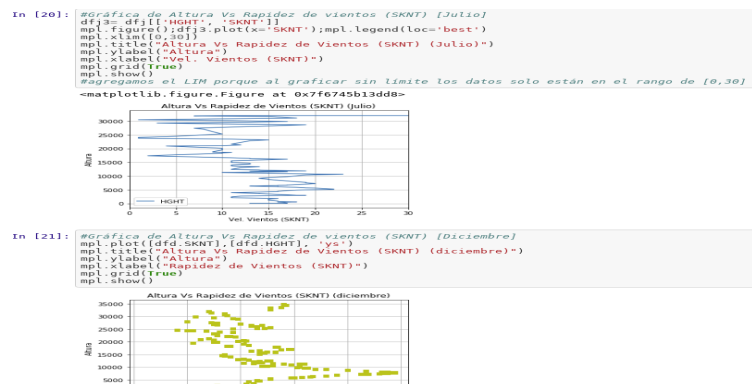 In [20]: #Gráfica de Altura Vs Rapidez de vientos (SKNT) [Julio]
dfj3= dfj[['HGHT', 'SKNT']]
mpl.figure();dfj3.plot(x='SKNT');mpl.legend(loc='best')
mpl.xlim([0,30])
mpl.title("Altura Vs Rapidez de Vientos (SKNT) (Julio)")
mpl.ylabel("Altura")
mpl.xlabel("Vel. Vientos (SKNT)")
mpl.grid(True)
mpl.show()
#agregamos el LIM porque al graficar sin límite los datos solo están en el rango de [0,30]
<matplotlib.figure.Figure at 0x7f6745b13dd8>
Altura Vs Rapidez de Vientos (SKNT) (Julio)
30000
25000
20000
15000
10000
5000
0
Altura
HGHT
0 5 10 15 20 25 30
Vel. Vientos (SKNT)
In [21]: #Gráfica de Altura Vs Rapidez de vientos (SKNT) [Diciembre]
mpl.plot([dfd.SKNT],[dfd.HGHT], 'ys')
mpl.title("Altura Vs Rapidez de Vientos (SKNT) (diciembre)")
mpl.ylabel("Altura")
mpl.xlabel("Rapidez de Vientos (SKNT)")
mpl.grid(True)
mpl.show()
Altura Vs Rapidez de Vientos (SKNT) (diciembre)
35000
30000
25000
20000
15000
10000
5000
Altura